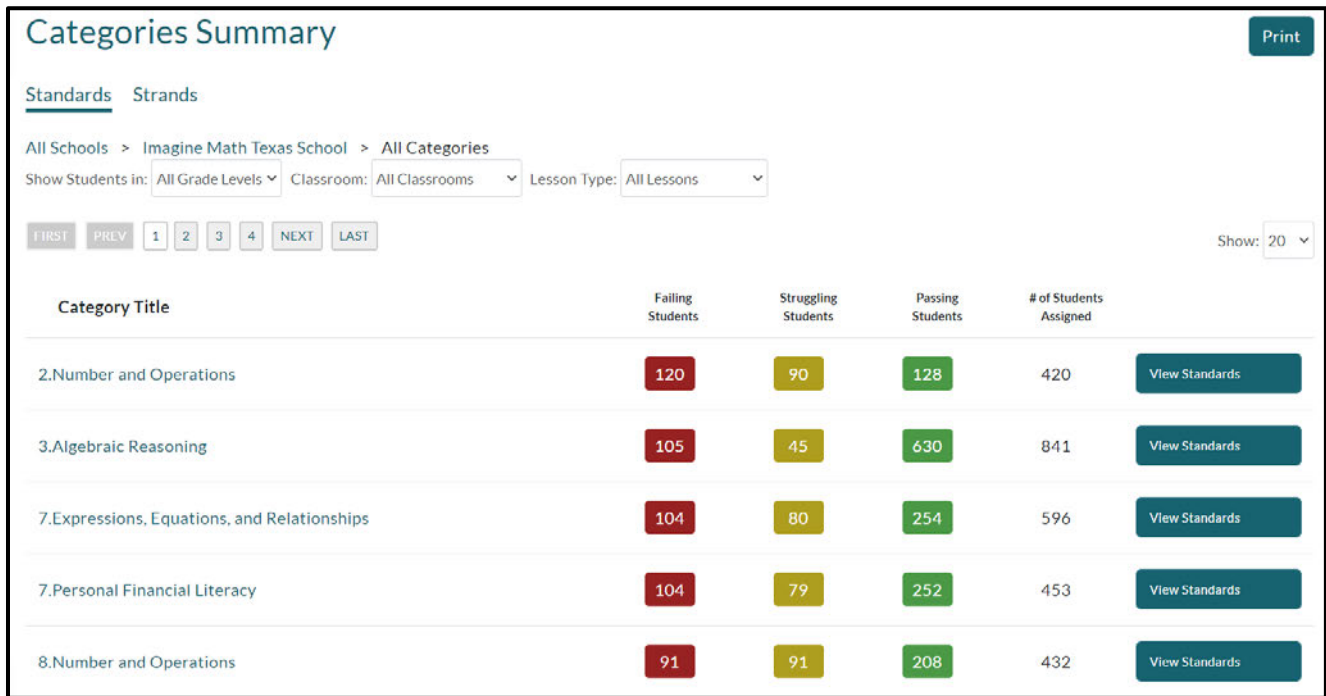 Categories Summary
Print
Standards Strands
All Schools > Imagine Math Texas School > All Categories
Show Students in: All Grade Levels Classroom: All Classrooms Lesson Type: All Lessons
FIRST PREV 1 2 3 4 NEXT LAST
Show: 20
Category Title Failing Students Struggling Students Passing Students # of Students Assigned
2.Number and Operations 120 90 128 420 View Standards
3.Algebraic Reasoning 105 45 630 841 View Standards
7.Expressions, Equations, and Relationships 104 80 254 596 View Standards
7.Personal Financial Literacy 104 79 252 453 View Standards
8.Number and Operations 91 91 208 432 View Standards